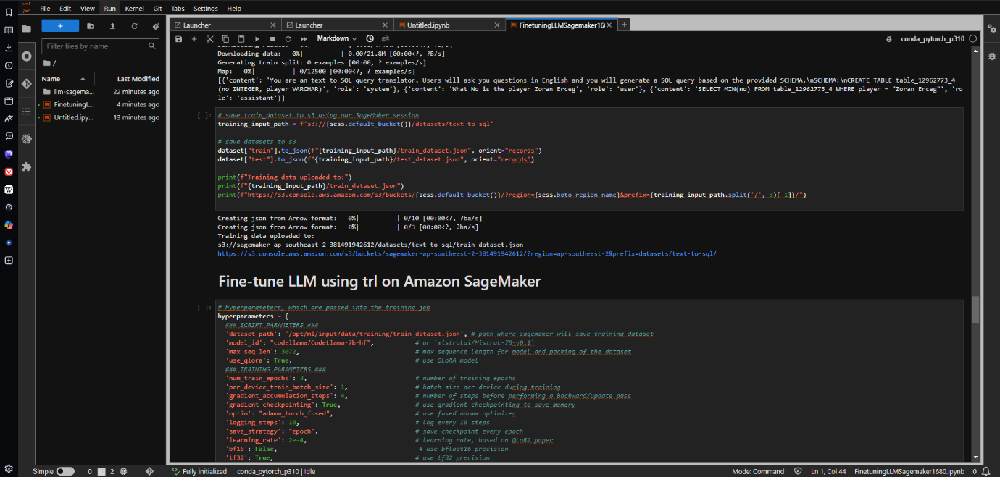 File Edit View Run Kernel Git Tabs Settings Help
Launcher
Launcher
Untitled.ipynb
FinetuningLLMSagemaker16
Markdown
git
conda_pytorch_p310
Filter files by name
/
Name Last Modified
llm-sagema... 22 minutes ago
FinetuningL... 4 minutes ago
Untitled.ipy... 13 minutes ago
Downloading data: 0%| | 0.00/21.8M [00:00<?, ?B/s]
Generating train split: 0 examples [00:00, ? examples/s]
Map: 0%| | 0/12500 [00:00<?, ? examples/s]
[{'content': 'You are an text to SQL query translator. Users will ask you questions in English and you will generate a SQL query based on the provided SCHEMA.\nSCHEMA:\nCREATE TABLE table_12962773_4
(no INTEGER, player VARCHAR)', 'role': 'system'}, {'content': 'What No is the player Zoran Erceg', 'role': 'user'}, {'content': 'SELECT MIN(no) FROM table_12962773_4 WHERE player = "Zoran Erceg"', 'ro
le': 'assistant'}]
[ ]:
# save train_dataset to s3 using our SageMaker session
training_input_path = f's3://{sess.default_bucket()}/datasets/text-to-sql'
# save datasets to s3
dataset["train"].to_json(f"{training_input_path}/train_dataset.json", orient="records")
dataset["test"].to_json(f"{training_input_path}/test_dataset.json", orient="records")
print(f"Training data uploaded to:")
print(f"{training_input_path}/train_dataset.json")
print(f"https://s3.console.aws.amazon.com/s3/buckets/{sess.default_bucket()}/?region={sess.boto_region_name}&prefix={training_input_path.split('/', 3)[-1]}/")
Creating json from Arrow format: 0%| | 0/10 [00:00<?, ?ba/s]
Creating json from Arrow format: 0%| | 0/3 [00:00<?, ?ba/s]
Training data uploaded to:
s3://sagemaker-ap-southeast-2-381491942612/datasets/text-to-sql/train_dataset.json
https://s3.console.aws.amazon.com/s3/buckets/sagemaker-ap-southeast-2-381491942612/?region=ap-southeast-2&prefix=datasets/text-to-sql/
Fine-tune LLM using trl on Amazon SageMaker
[ ]:
# hyperparameters, which are passed into the training job
hyperparameters = {
### SCRIPT PARAMETERS ###
'dataset_path': '/opt/ml/input/data/training/train_dataset.json', # path where sagemaker will save training dataset
'model_id': "codellama/CodeLlama-7b-hf", # or `mistralai/Mistral-7B-v0.1`
'max_seq_len': 3072, # max sequence length for model and packing of the dataset
'use_qlora': True, # use QLoRA model
### TRAINING PARAMETERS ###
'num_train_epochs': 3, # number of training epochs
'per_device_train_batch_size': 1, # batch size per device during training
'gradient_accumulation_steps': 4, # number of steps before performing a backward/update pass
'gradient_checkpointing': True, # use gradient checkpointing to save memory
'optim': "adamw_torch_fused", # use fused adamw optimizer
'logging_steps': 10, # log every 10 steps
'save_strategy': "epoch", # save checkpoint every epoch
'learning_rate': 2e-4, # learning rate, based on QLoRA paper
'bf16': False, # use bfloat16 precision
'tf32': True, # use tf32 precision
Simple 0 2 Fully initialized conda_pytorch_p310 | Idle Mode: Command Ln 1, Col 44 FinetuningLLMSagemaker1680.ipynb 0